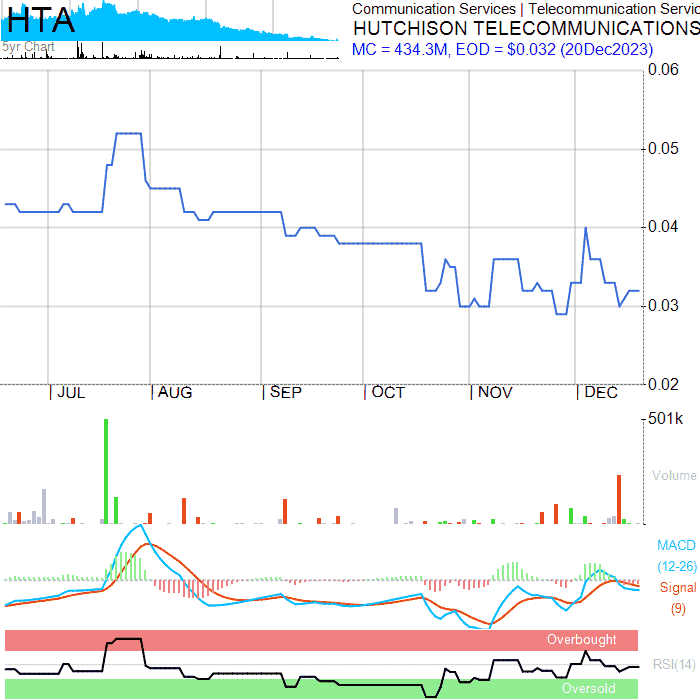 HTA
Communication Services | Telecommunication Servic
HUTCHISON TELECOMMUNICATIONS
MC = 434.3M, EOD = $0.032 (20Dec2023)
5yr Chart
0.06
0.05
0.04
0.03
0.02
JUL AUG SEP OCT NOV DEC
501k
Volume
MACD
(12-26)
Signal
(9)
Overbought
RSI(14)
Oversold